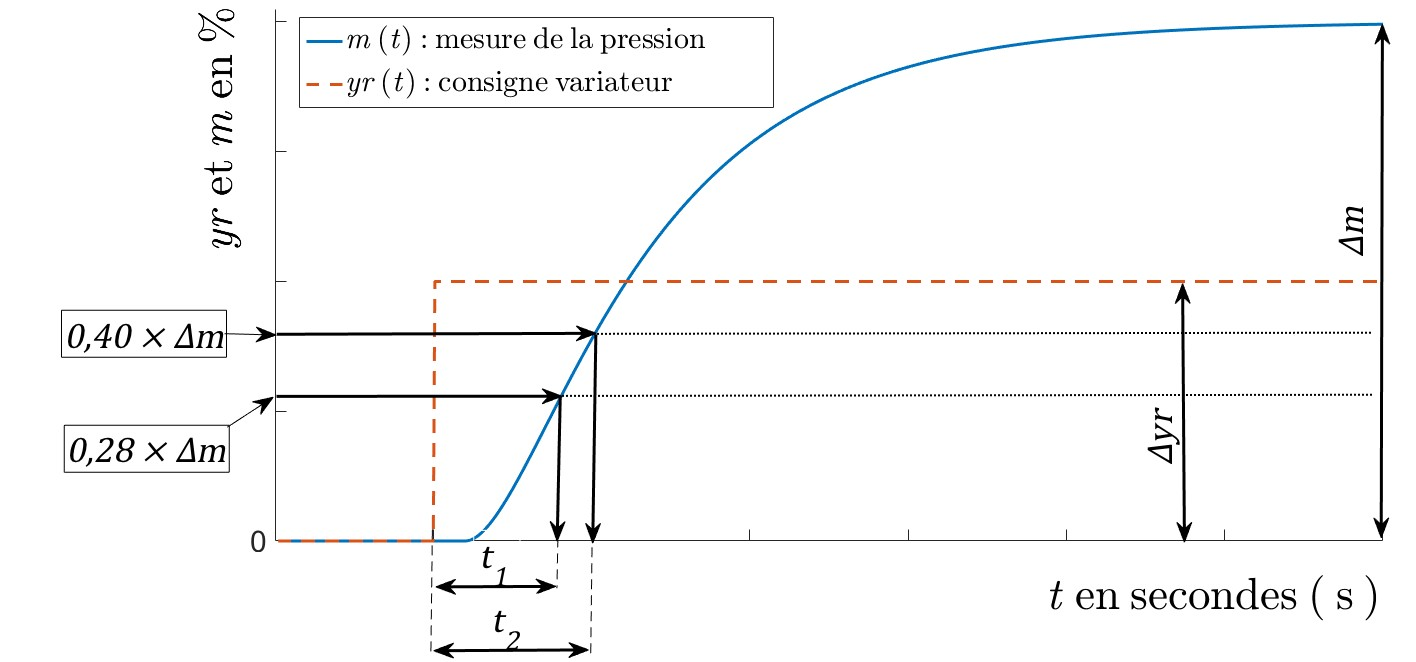 yr et m en %
m (t) : mesure de la pression
yr (t) : consigne variateur
Δm
0,40 × Δm
0,28 × Δm
Δyr
0
t1
t2
t en secondes ( s )